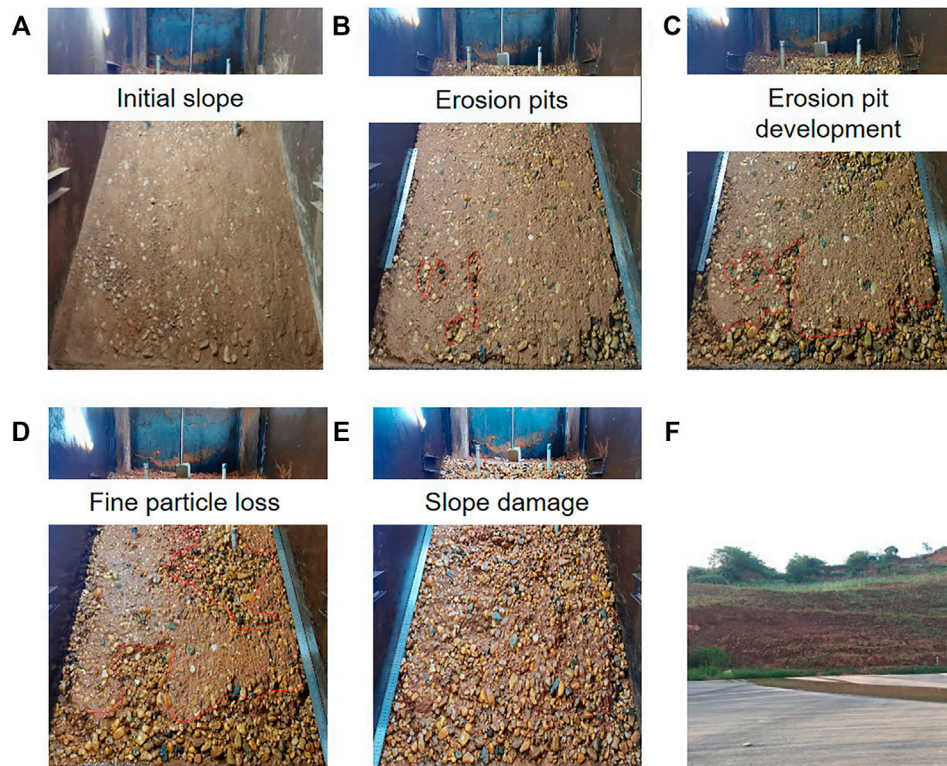 A
Initial slope
B
Erosion pits
C
Erosion pit
development
D
Fine particle loss
E
Slope damage
F